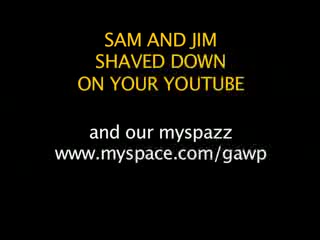 SAM AND JIM
SHAVED DOWN
ON YOUR YOUTUBE
and our myspazz
www.myspace.com/gawp